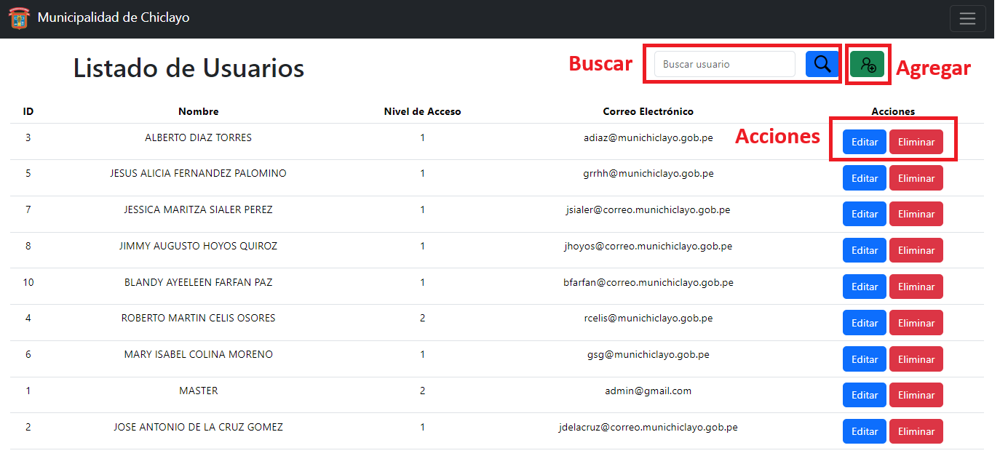 Municipalidad de Chiclayo
Listado de Usuarios
Buscar
Buscar usuario
Agregar
ID Nombre Nivel de Acceso Correo Electrónico Acciones
Acciones
3 ALBERTO DIAZ TORRES 1 adiaz@munichiclayo.gob.pe Editar Eliminar
5 JESUS ALICIA FERNANDEZ PALOMINO 1 grrhh@munichiclayo.gob.pe Editar Eliminar
7 JESSICA MARITZA SIALER PEREZ 1 jsialer@correo.munichiclayo.gob.pe Editar Eliminar
8 JIMMY AUGUSTO HOYOS QUIROZ 1 jhoyos@correo.munichiclayo.gob.pe Editar Eliminar
10 BLANDY AYEELEEN FARFAN PAZ 1 bfarfan@correo.munichiclayo.gob.pe Editar Eliminar
4 ROBERTO MARTIN CELIS OSORES 2 rcelis@munichiclayo.gob.pe Editar Eliminar
6 MARY ISABEL COLINA MORENO 1 gsg@munichiclayo.gob.pe Editar Eliminar
1 MASTER 2 admin@gmail.com Editar Eliminar
2 JOSE ANTONIO DE LA CRUZ GOMEZ 1 jdelacruz@correo.munichiclayo.gob.pe Editar Eliminar